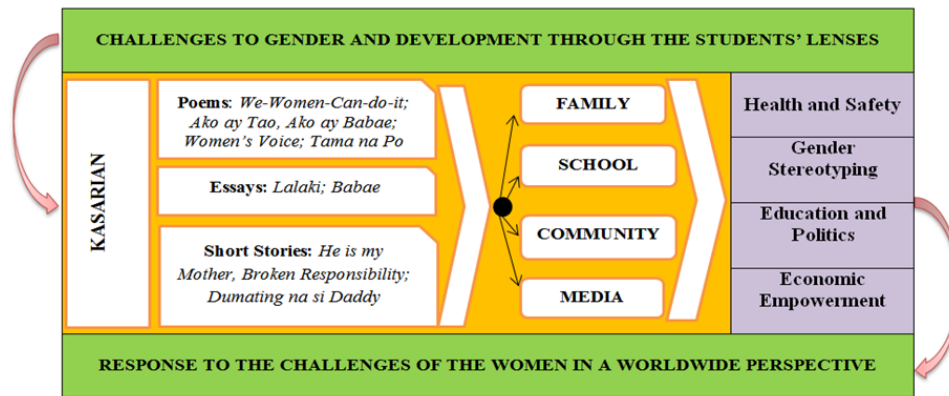 CHALLENGES TO GENDER AND DEVELOPMENT THROUGH THE STUDENTS' LENSES
KASARIAN
Poems: We-Women-Can-do-it;
Ako ay Tao, Ako ay Babae;
Women's Voice; Tama na Po
Essays: Lalaki; Babae
Short Stories: He is my
Mother, Broken Responsibility;
Dumating na si Daddy
FAMILY
SCHOOL
COMMUNITY
MEDIA
Health and Safety
Gender
Stereotyping
Education and
Politics
Economic
Empowerment
RESPONSE TO THE CHALLENGES OF THE WOMEN IN A WORLDWIDE PERSPECTIVE